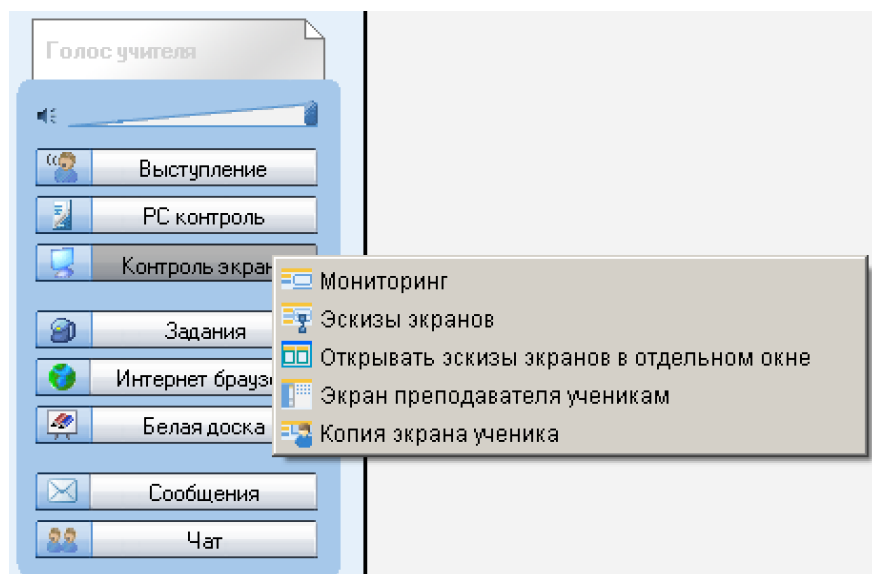 Голос учителя
Выступление
PC контроль
Контроль экран
Мониторинг
Эскизы экранов
Открывать эскизы экранов в отдельном окне
Экран преподавателя ученикам
Копия экрана ученика
Задания
Интернет браузе
Белая доска
Сообщения
Чат